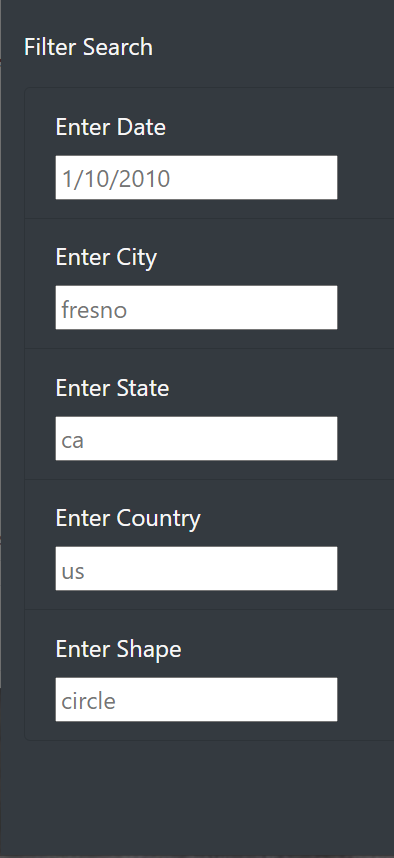 Filter Search
Enter Date
1/10/2010
Enter City
fresno
Enter State
ca
Enter Country
us
Enter Shape
circle